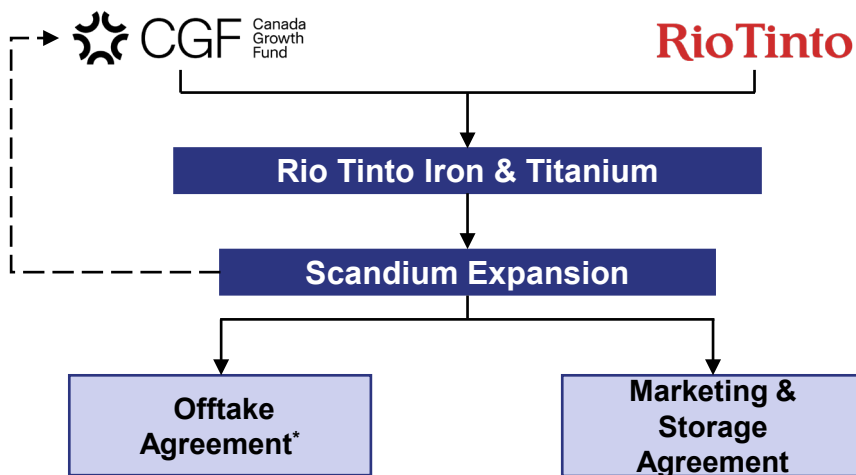 CGF
Canada
Growth
Fund
RioTinto
Rio Tinto Iron & Titanium
Scandium Expansion
Offtake
Agreement*
Marketing &
Storage
Agreement